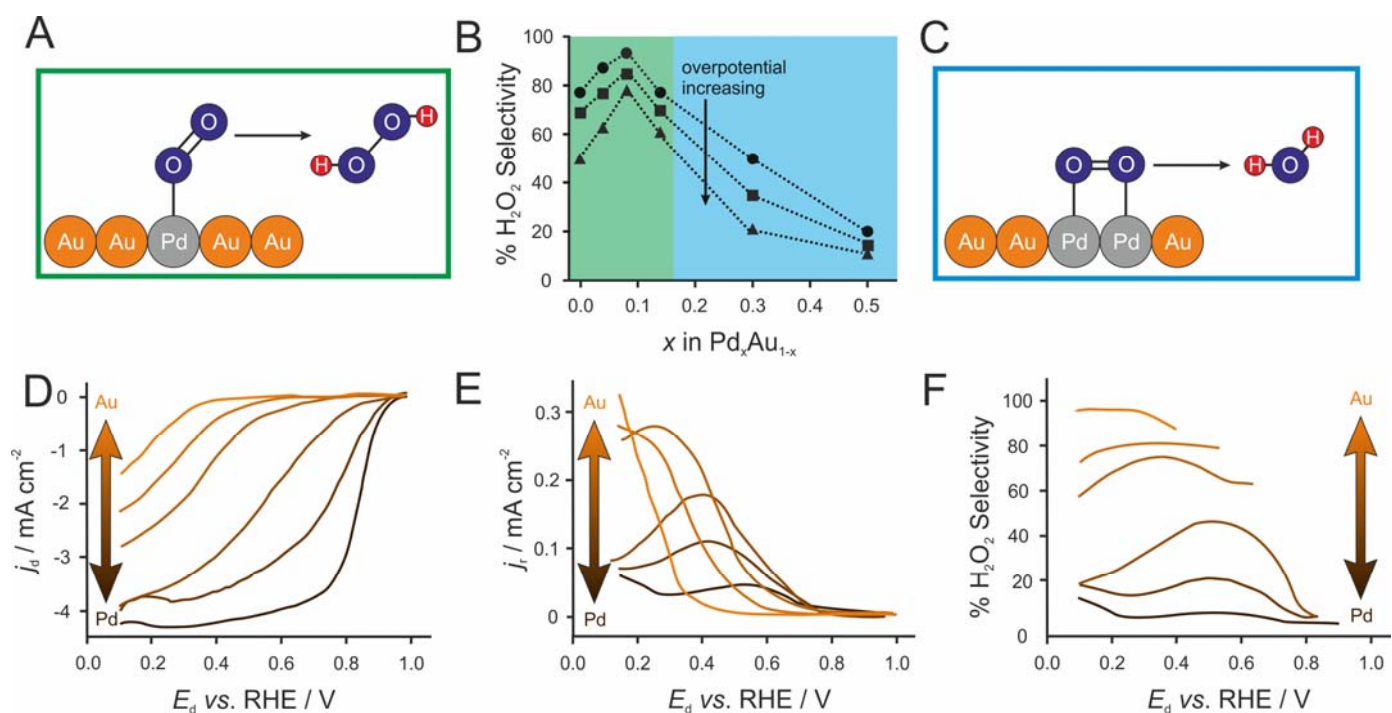 A
O
O
H
O
O
H
Au Au Pd Au Au
B
% H₂O₂ Selectivity
100
80
60
40
20
0
overpotential
increasing
0.0 0.1 0.2 0.3 0.4 0.5
x in PdₓAu₁₋ₓ
C
O O
H
O
H
Au Au Pd Pd Au
D
Au
Pd
j_d / mA cm⁻²
0
-1
-2
-3
-4
0.0 0.2 0.4 0.6 0.8 1.0
E_d vs. RHE / V
E
Au
Pd
j_r / mA cm⁻²
0.3
0.2
0.1
0
0.0 0.2 0.4 0.6 0.8 1.0
E_d vs. RHE / V
F
Au
Pd
% H₂O₂ Selectivity
100
80
60
40
20
0
0.0 0.2 0.4 0.6 0.8 1.0
E_d vs. RHE / V